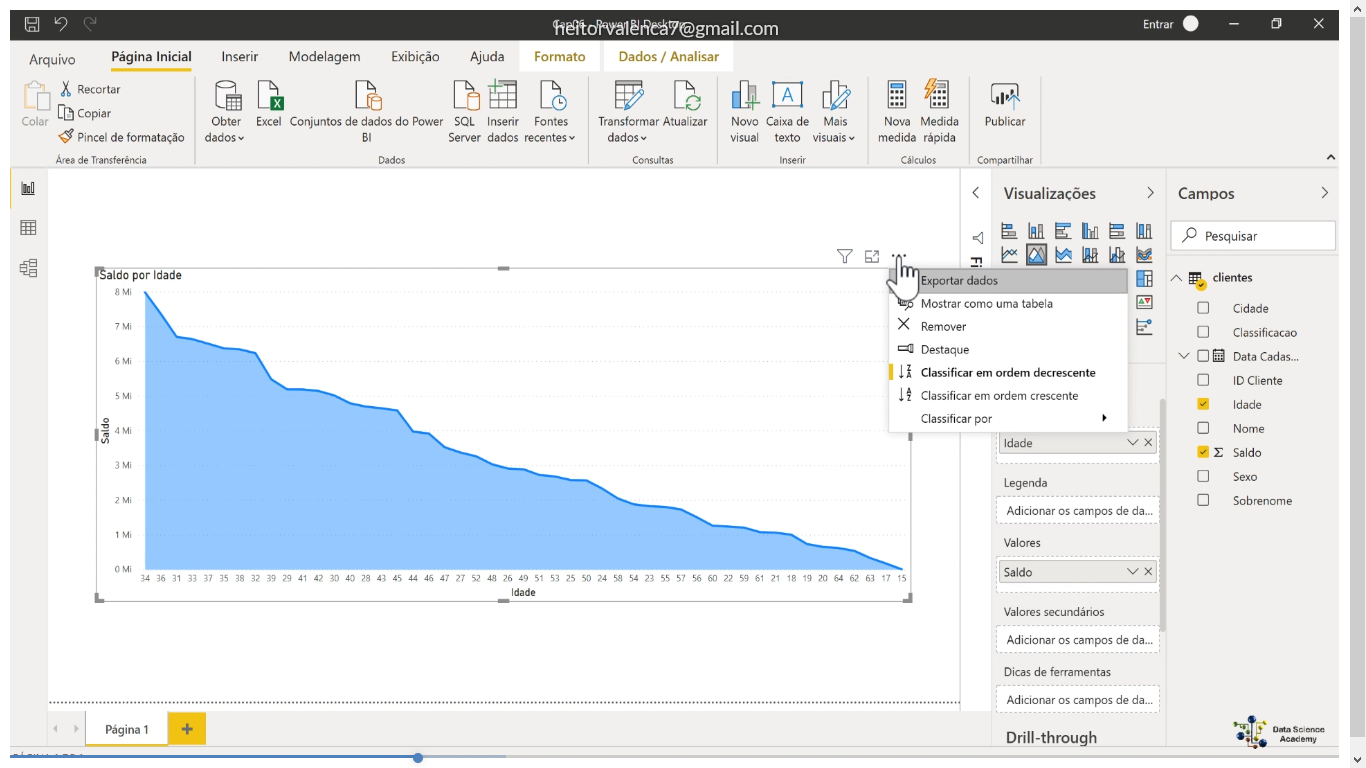 Cap06 - Power BI Desktop
heitorvalenca7@gmail.com
Entrar
Arquivo
Página Inicial
Inserir
Modelagem
Exibição
Ajuda
Formato
Dados / Analisar
Colar
Recortar
Copiar
Pincel de formatação
Área de Transferência
Obter
dados
Excel
Conjuntos de dados do Power
BI
SQL
Server
Inserir
dados
Fontes
recentes
Dados
Transformar
dados
Atualizar
Consultas
Novo
visual
Caixa de
texto
Mais
visuais
Inserir
Nova
medida
Medida
rápida
Cálculos
Publicar
Compartilhar
Saldo por Idade
8 Mi
7 Mi
6 Mi
5 Mi
4 Mi
3 Mi
2 Mi
1 Mi
0 Mi
Saldo
34 36 31 33 37 35 38 32 39 29 41 42 30 40 28 43 45 44 46 47 27 52 48 26 49 51 53 25 50 24 58 54 23 55 57 56 60 22 59 61 21 18 19 20 64 62 63 17 15
Idade
Exportar dados
Mostrar como uma tabela
Remover
Destaque
Classificar em ordem decrescente
Classificar em ordem crescente
Classificar por
Visualizações
Idade
Legenda
Adicionar os campos de da...
Valores
Saldo
Valores secundários
Adicionar os campos de da...
Dicas de ferramentas
Adicionar os campos de da...
Drill-through
Campos
Pesquisar
clientes
Cidade
Classificacao
Data Cadas...
ID Cliente
Idade
Nome
Saldo
Sexo
Sobrenome
Página 1
Data Science
Academy